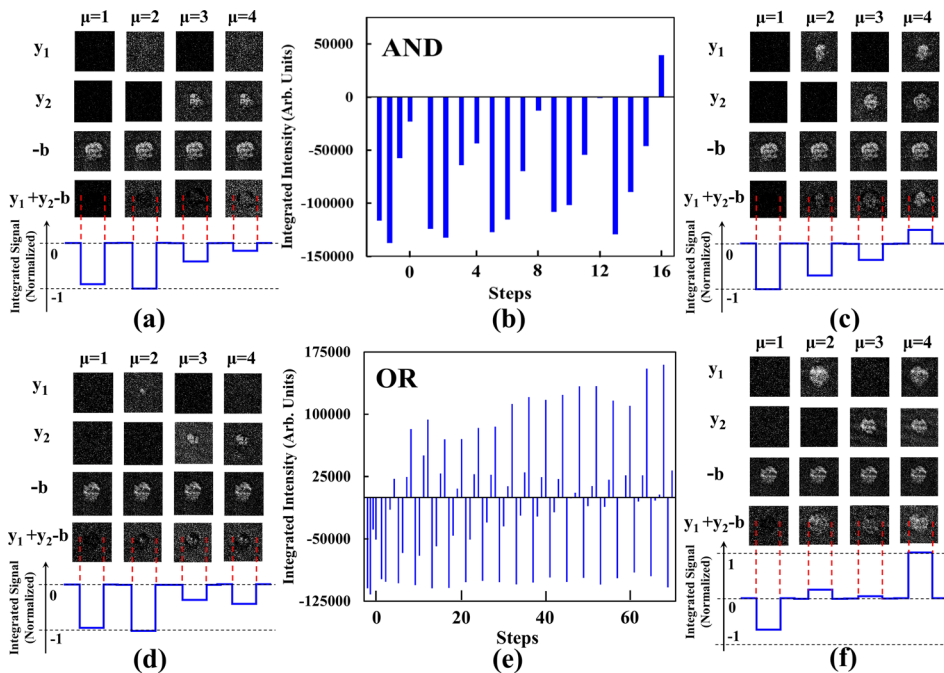 μ=1 μ=2 μ=3 μ=4
y1
y2
-b
y1 +y2-b
Integrated Signal
(Normalized)
0
-1
(a)
AND
Integrated Intensity (Arb. Units)
50000
0
-50000
-100000
-150000
0 4 8 12 16
Steps
(b)
μ=1 μ=2 μ=3 μ=4
y1
y2
-b
y1 +y2-b
Integrated Signal
(Normalized)
0
-1
(c)
μ=1 μ=2 μ=3 μ=4
y1
y2
-b
y1 +y2-b
Integrated Signal
(Normalized)
0
-1
(d)
OR
Integrated Intensity (Arb. Units)
175000
100000
25000
-50000
-125000
0 20 40 60
Steps
(e)
μ=1 μ=2 μ=3 μ=4
y1
y2
-b
y1 +y2-b
Integrated Signal
(Normalized)
1
0
-1
(f)